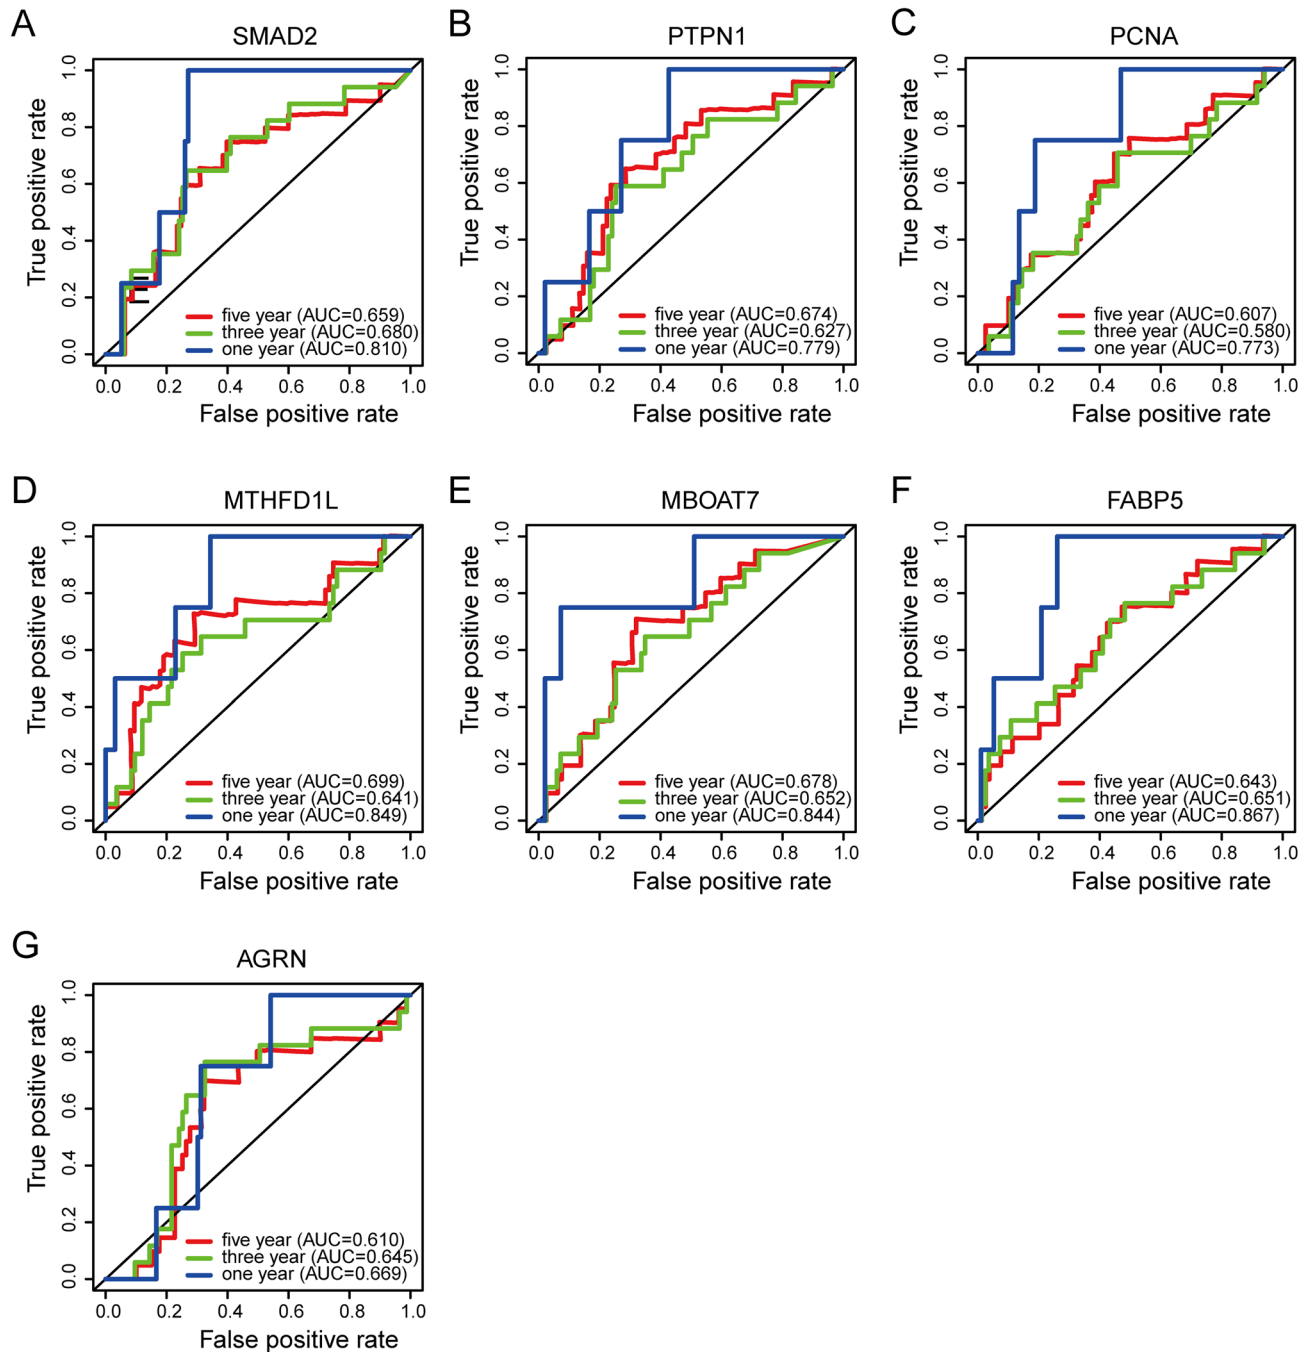 A
SMAD2
True positive rate
1.0
0.8
0.6
0.4
0.2
0.0
five year (AUC=0.659)
three year (AUC=0.680)
one year (AUC=0.810)
0.0 0.2 0.4 0.6 0.8 1.0
False positive rate
B
PTPN1
True positive rate
1.0
0.8
0.6
0.4
0.2
0.0
five year (AUC=0.674)
three year (AUC=0.627)
one year (AUC=0.779)
0.0 0.2 0.4 0.6 0.8 1.0
False positive rate
C
PCNA
True positive rate
1.0
0.8
0.6
0.4
0.2
0.0
five year (AUC=0.607)
three year (AUC=0.580)
one year (AUC=0.773)
0.0 0.2 0.4 0.6 0.8 1.0
False positive rate
D
MTHFD1L
True positive rate
1.0
0.8
0.6
0.4
0.2
0.0
five year (AUC=0.699)
three year (AUC=0.641)
one year (AUC=0.849)
0.0 0.2 0.4 0.6 0.8 1.0
False positive rate
E
MBOAT7
True positive rate
1.0
0.8
0.6
0.4
0.2
0.0
five year (AUC=0.678)
three year (AUC=0.652)
one year (AUC=0.844)
0.0 0.2 0.4 0.6 0.8 1.0
False positive rate
F
FABP5
True positive rate
1.0
0.8
0.6
0.4
0.2
0.0
five year (AUC=0.643)
three year (AUC=0.651)
one year (AUC=0.867)
0.0 0.2 0.4 0.6 0.8 1.0
False positive rate
G
AGRN
True positive rate
1.0
0.8
0.6
0.4
0.2
0.0
five year (AUC=0.610)
three year (AUC=0.645)
one year (AUC=0.669)
0.0 0.2 0.4 0.6 0.8 1.0
False positive rate